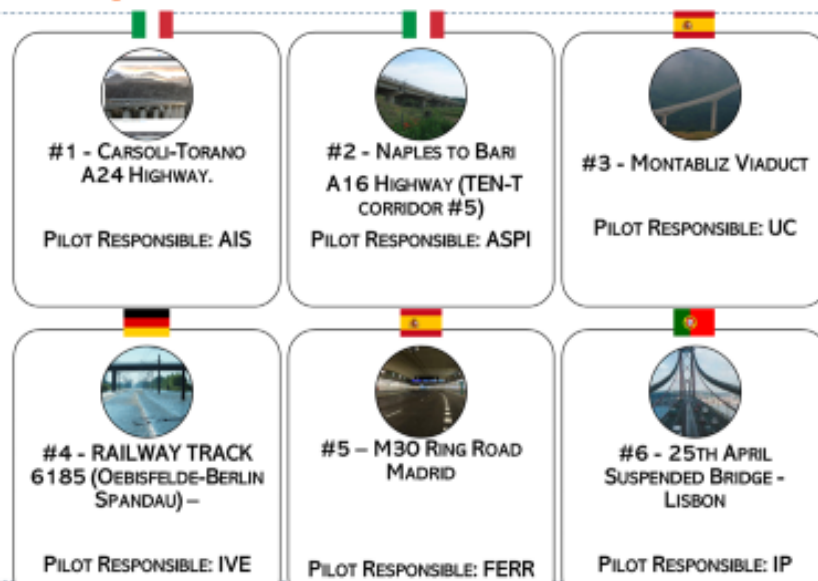 #1 - Carsoli-Torano
A24 Highway.
Pilot Responsible: AIS
#2 - Naples to Bari
A16 Highway (TEN-T
corridor #5)
Pilot Responsible: ASPI
#3 - Montabliz Viaduct
Pilot Responsible: UC
#4 - RAILWAY TRACK
6185 (Oebisfelde-Berlin
Spandau) –
Pilot Responsible: IVE
#5 – M30 Ring Road
Madrid
Pilot Responsible: FERR
#6 - 25th April
Suspended Bridge -
Lisbon
Pilot Responsible: IP